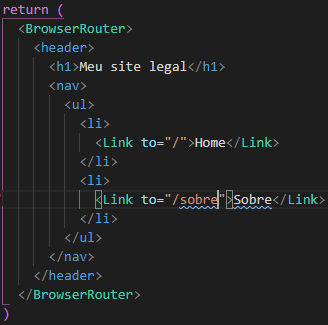 return (
<BrowserRouter>
<header>
<h1>Meu site legal</h1>
<nav>
<ul>
<li>
<Link to="/">Home</Link>
</li>
<li>
<Link to="/sobre">Sobre</Link>
</li>
</ul>
</nav>
</header>
</BrowserRouter>
)